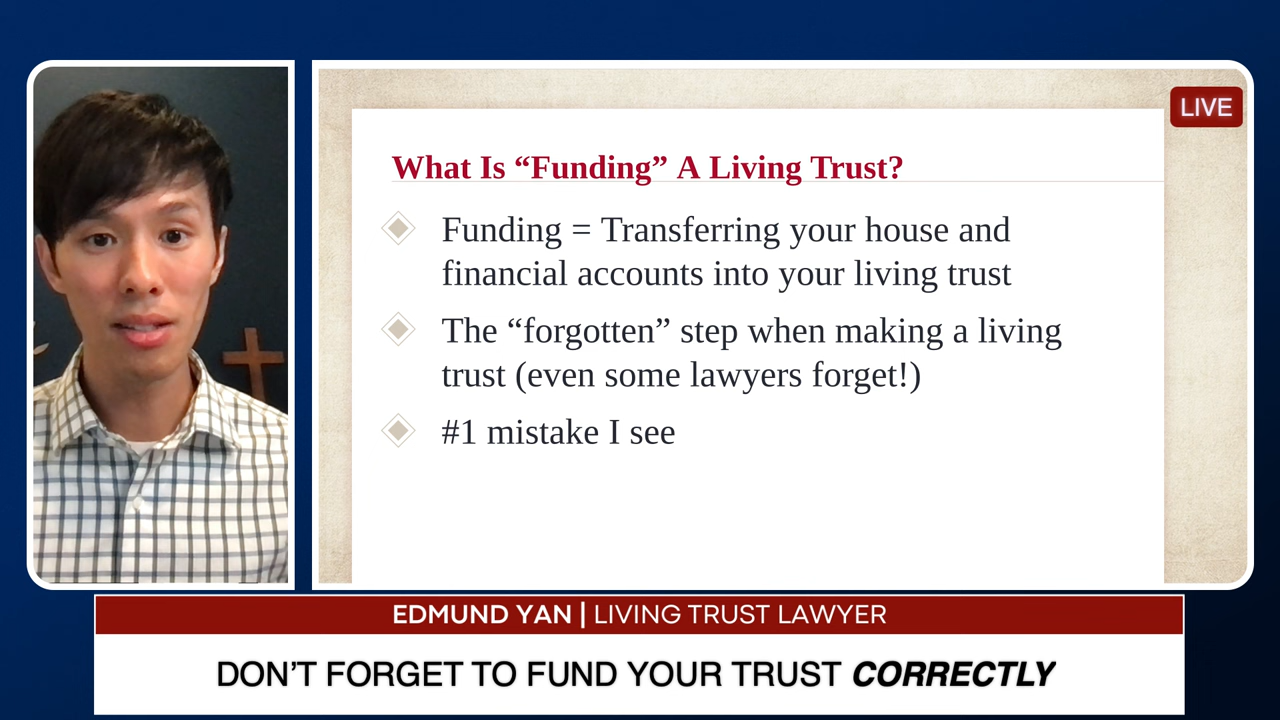 LIVE
What Is “Funding” A Living Trust?
Funding = Transferring your house and
financial accounts into your living trust
The “forgotten” step when making a living
trust (even some lawyers forget!)
#1 mistake I see
EDMUND YAN | LIVING TRUST LAWYER
DON’T FORGET TO FUND YOUR TRUST CORRECTLY